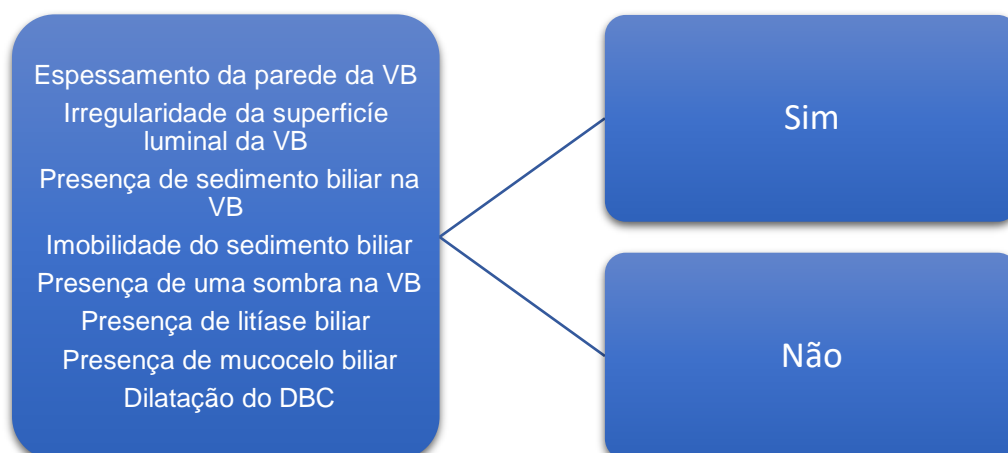 Espessamento da parede da VB
Irregularidade da superficíe
luminal da VB
Presença de sedimento biliar na
VB
Imobilidade do sedimento biliar
Presença de uma sombra na VB
Presença de litíase biliar
Presença de mucocelo biliar
Dilatação do DBC
Sim
Não